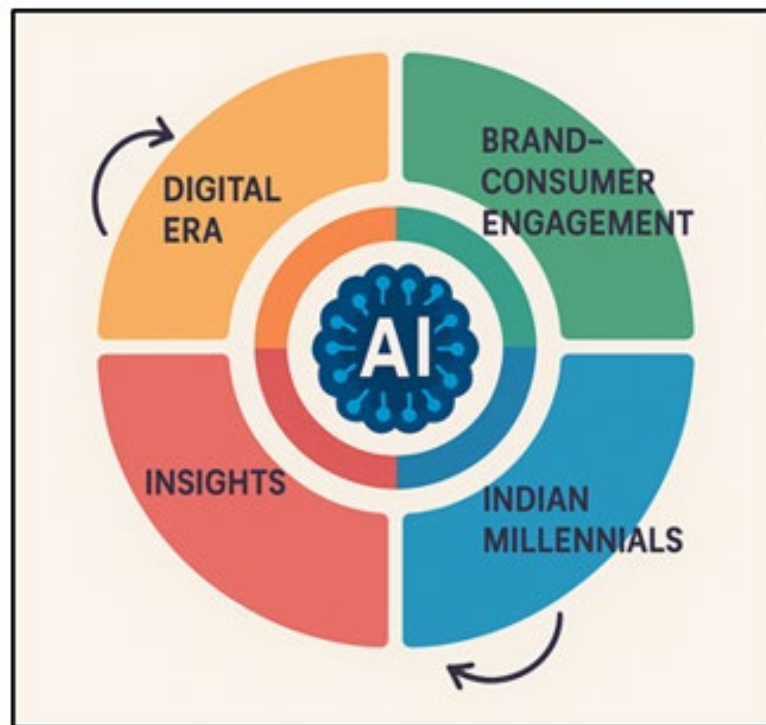 DIGITAL
ERA
BRAND–
CONSUMER
ENGAGEMENT
AI
INSIGHTS
INDIAN
MILLENNIALS